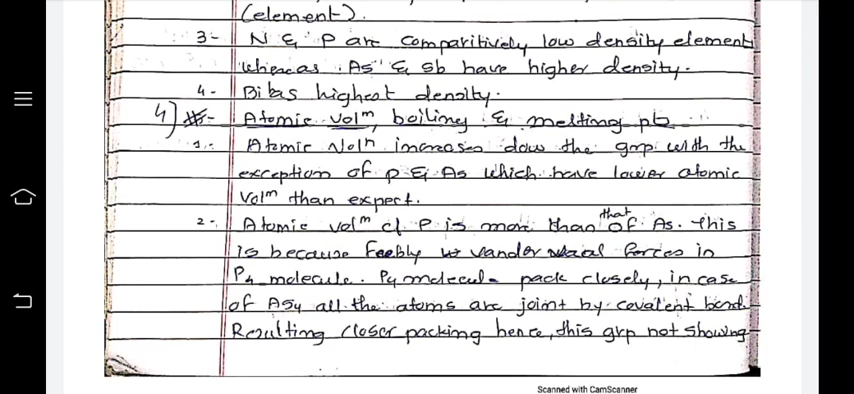 (element).
3- N & P are comparitively low density element
whereas As & Sb have higher density.
4- Bi has highest density.
4) Atomic volm, boiling & melting pt
1- Atomic Volm increases dow the grp with the
exception of P & As which have lower atomic
Volm than expect.
2- Atomic volm of P is more than that of As. This
is because Feebly vander waal forces in
P4 molecule. P4 molecul pack closely, in case
of As4 all the atoms are joint by covalent bond.
Resulting closer packing hence, this grp not showing
Scanned with CamScanner